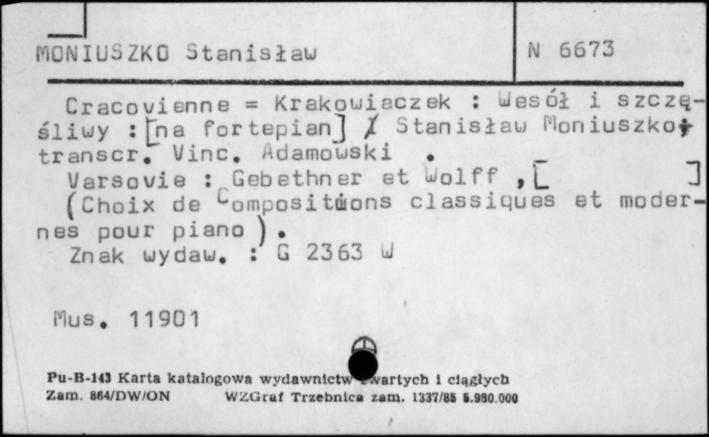 MONIUSZKO Stanisław
N 6673
Cracovienne = Krakowiaczek : Wesół i szczę-
śliwy : [na fortepian] / Stanisław Moniuszko ;
transcr. Vinc. Adamowski .
Varsovie : Gebethner et Wolff , [ ]
(Choix de Compositions classiques et moder-
nes pour piano ).
Znak wydaw. : G 2363 W
Mus. 11901
Pu-B-143 Karta katalogowa wydawnictw zwartych i ciągłych
Zam. 864/DW/ON WZGraf Trzebnica zam. 1337/85 5.980.000